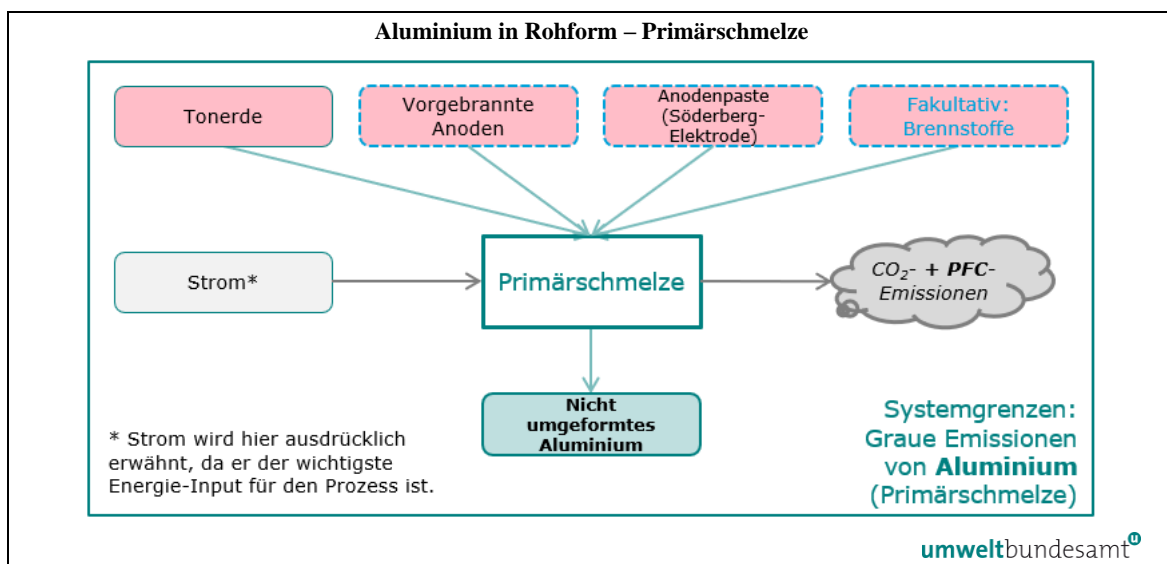 Aluminium in Rohform – Primärschmelze
Tonerde
Vorgebrannte
Anoden
Anodenpaste
(Söderberg-
Elektrode)
Fakultativ:
Brennstoffe
Strom*
Primärschmelze
CO₂- + PFC-
Emissionen
Nicht
umgeformtes
Aluminium
* Strom wird hier ausdrücklich
erwähnt, da er der wichtigste
Energie-Input für den Prozess ist.
Systemgrenzen:
Graue Emissionen
von Aluminium
(Primärschmelze)
umweltbundesamt ᵘ